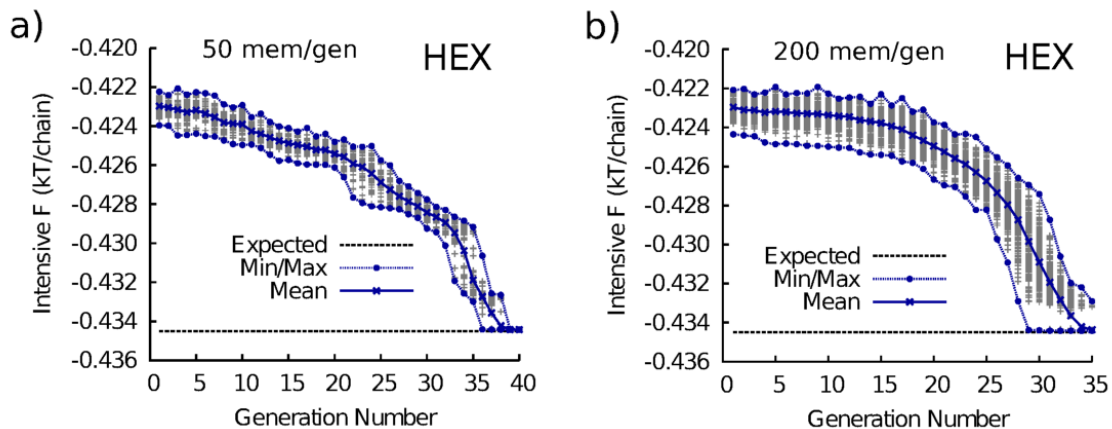 a)
50 mem/gen
HEX
Intensive F (kT/chain)
-0.420
-0.422
-0.424
-0.426
-0.428
-0.430
-0.432
-0.434
-0.436
Expected
Min/Max
Mean
0 5 10 15 20 25 30 35 40
Generation Number
b)
200 mem/gen
HEX
Intensive F (kT/chain)
-0.420
-0.422
-0.424
-0.426
-0.428
-0.430
-0.432
-0.434
-0.436
Expected
Min/Max
Mean
0 5 10 15 20 25 30 35
Generation Number